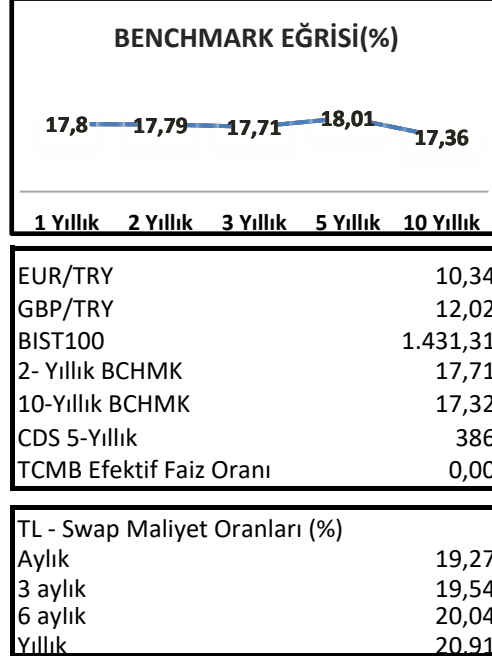 BENCHMARK EĞRİSİ(%)
17,8 17,79 17,71 18,01 17,36
1 Yıllık 2 Yıllık 3 Yıllık 5 Yıllık 10 Yıllık
EUR/TRY 10,34
GBP/TRY 12,02
BIST100 1.431,31
2- Yıllık BCHMK 17,71
10-Yıllık BCHMK 17,32
CDS 5-Yıllık 386
TCMB Efektif Faiz Oranı 0,00
TL - Swap Maliyet Oranları (%)
Aylık 19,27
3 aylık 19,54
6 aylık 20,04
Yıllık 20,91